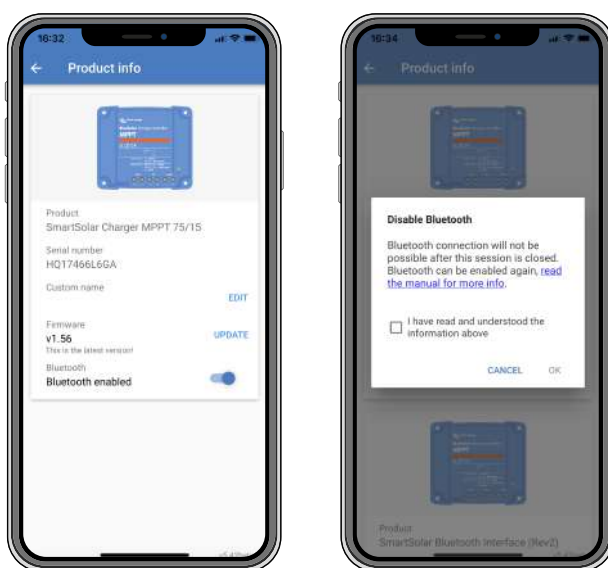 16:32
Product info
MPPT
Product
SmartSolar Charger MPPT 75/15
Serial number
HQ17466L6GA
Custom name
EDIT
Firmware
v1.56
UPDATE
This is the latest version!
Bluetooth
Bluetooth enabled
16:34
Product info
MPPT
Disable Bluetooth
Bluetooth connection will not be
possible after this session is closed.
Bluetooth can be enabled again, read
the manual for more info.
I have read and understood the
information above
CANCEL
OK
Product
SmartSolar Bluetooth Interface (Rev2)